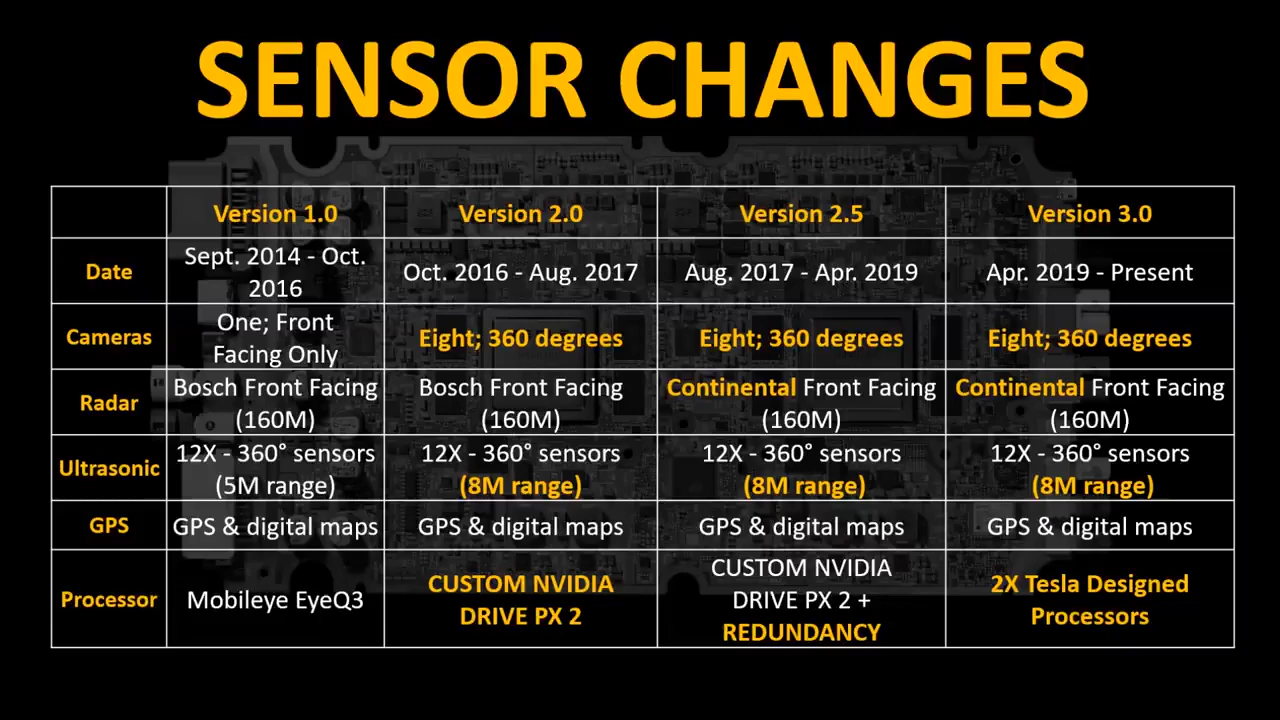 SENSOR CHANGES
Version 1.0
Version 2.0
Version 2.5
Version 3.0
Date
Sept. 2014 - Oct.
2016
Oct. 2016 - Aug. 2017
Aug. 2017 - Apr. 2019
Apr. 2019 - Present
Cameras
One; Front
Facing Only
Eight; 360 degrees
Eight; 360 degrees
Eight; 360 degrees
Radar
Bosch Front Facing
(160M)
Bosch Front Facing
(160M)
Continental Front Facing
(160M)
Continental Front Facing
(160M)
Ultrasonic
12X - 360° sensors
(5M range)
12X - 360° sensors
(8M range)
12X - 360° sensors
(8M range)
12X - 360° sensors
(8M range)
GPS
GPS & digital maps
GPS & digital maps
GPS & digital maps
GPS & digital maps
Processor
Mobileye EyeQ3
CUSTOM NVIDIA
DRIVE PX 2
CUSTOM NVIDIA
DRIVE PX 2 +
REDUNDANCY
2X Tesla Designed
Processors